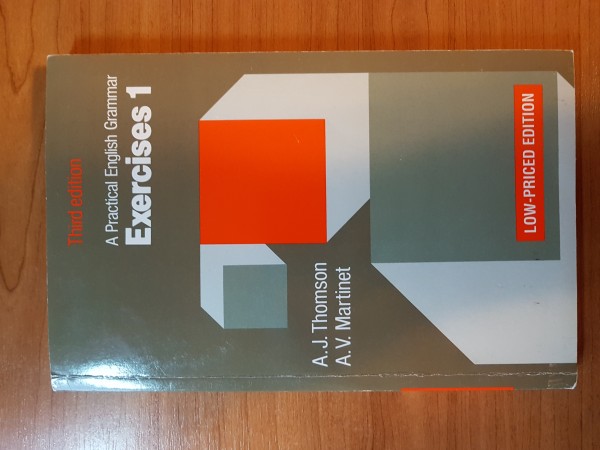 Third edition
A Practical English Grammar
Exercises 1
A. J. Thomson
A. V. Martinet
LOW-PRICED EDITION